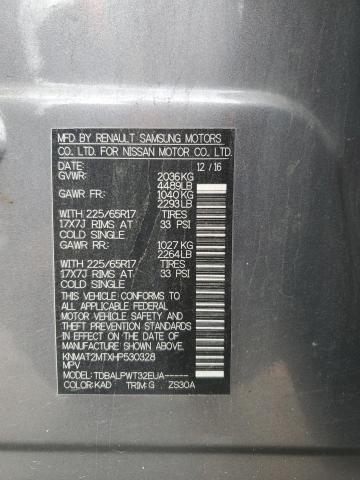 MFD BY RENAULT SAMSUNG MOTORS
CO. LTD. FOR NISSAN MOTOR CO., LTD.
DATE: 12/16
GVWR: 2036KG
4489LB
GAWR FR: 1040KG
2293LB
WITH 225/65R17 TIRES
17X7J RIMS AT 33 PSI
COLD SINGLE
GAWR RR: 1027KG
2264LB
WITH 225/65R17 TIRES
17X7J RIMS AT 33 PSI
COLD SINGLE
THIS VEHICLE CONFORMS TO
ALL APPLICABLE FEDERAL
MOTOR VEHICLE SAFETY
BUMPER, AND THEFT PREVENTION
STANDARDS IN EFFECT ON
THE DATE OF MANUFACTURE
SHOWN ABOVE.
KNMAT2MTXHP530328
MPV
MODEL: TDBALPWT32EUA-----
COLOR: KAD TRIM: G ZS30A